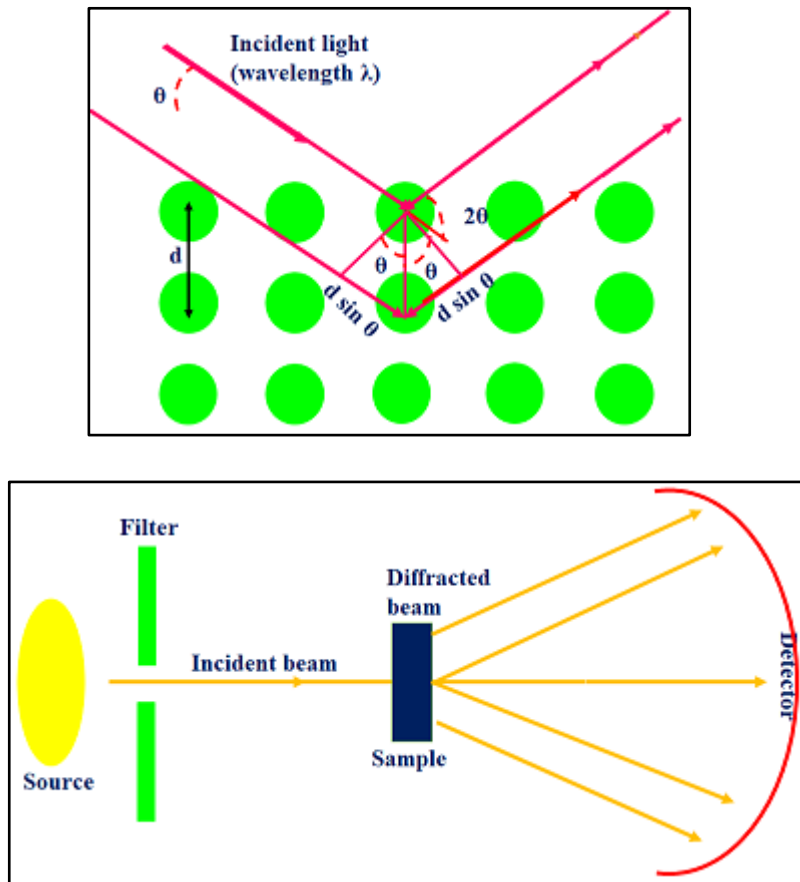 Incident light
(wavelength λ)
θ
2θ
d
θ
θ
d sin θ
d sin θ
Filter
Diffracted
beam
Incident beam
Detector
Sample
Source